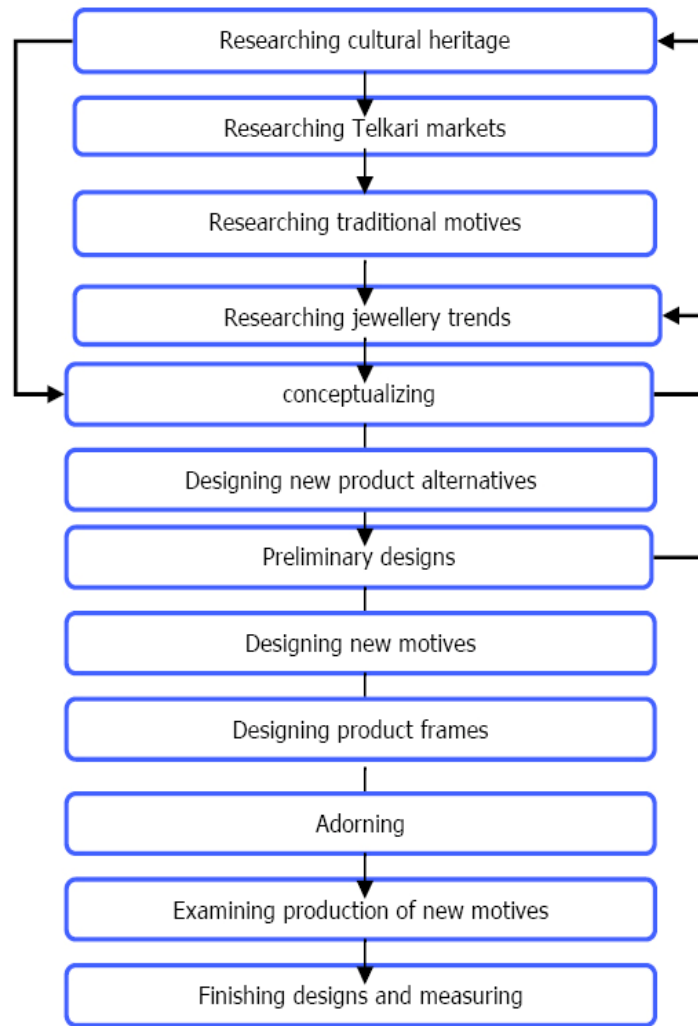 Researching cultural heritage
Researching Telkari markets
Researching traditional motives
Researching jewellery trends
conceptualizing
Designing new product alternatives
Preliminary designs
Designing new motives
Designing product frames
Adorning
Examining production of new motives
Finishing designs and measuring